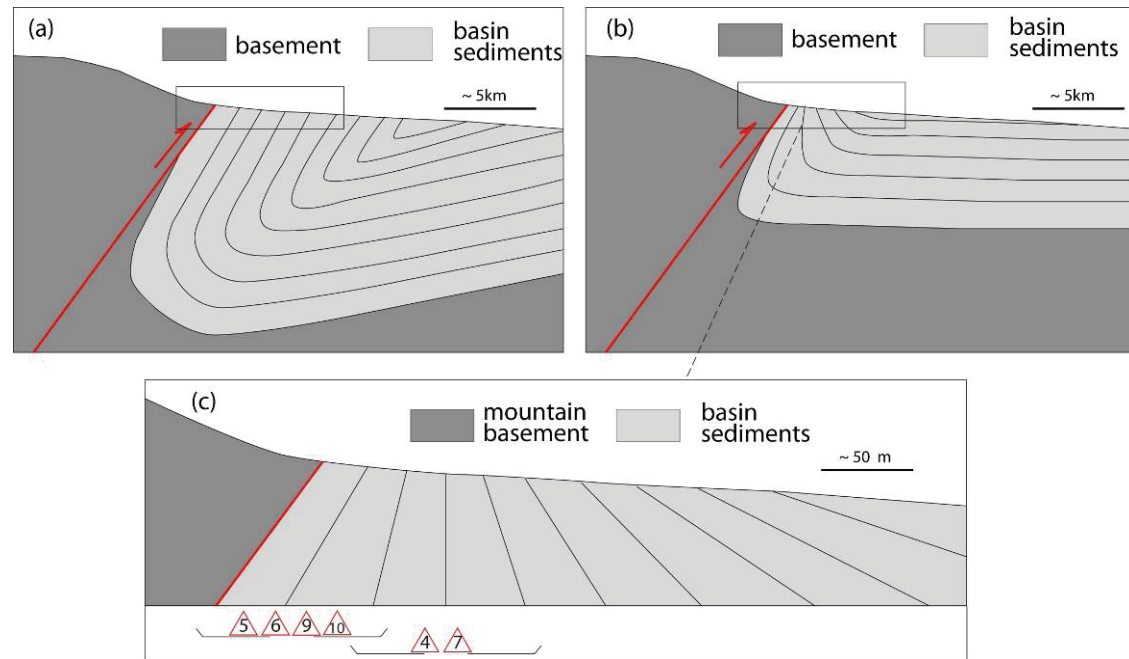 (a)
basement
basin
sediments
~ 5km
(b)
basement
basin
sediments
~ 5km
(c)
mountain
basement
basin
sediments
~ 50 m
5 6 9 10
4 7